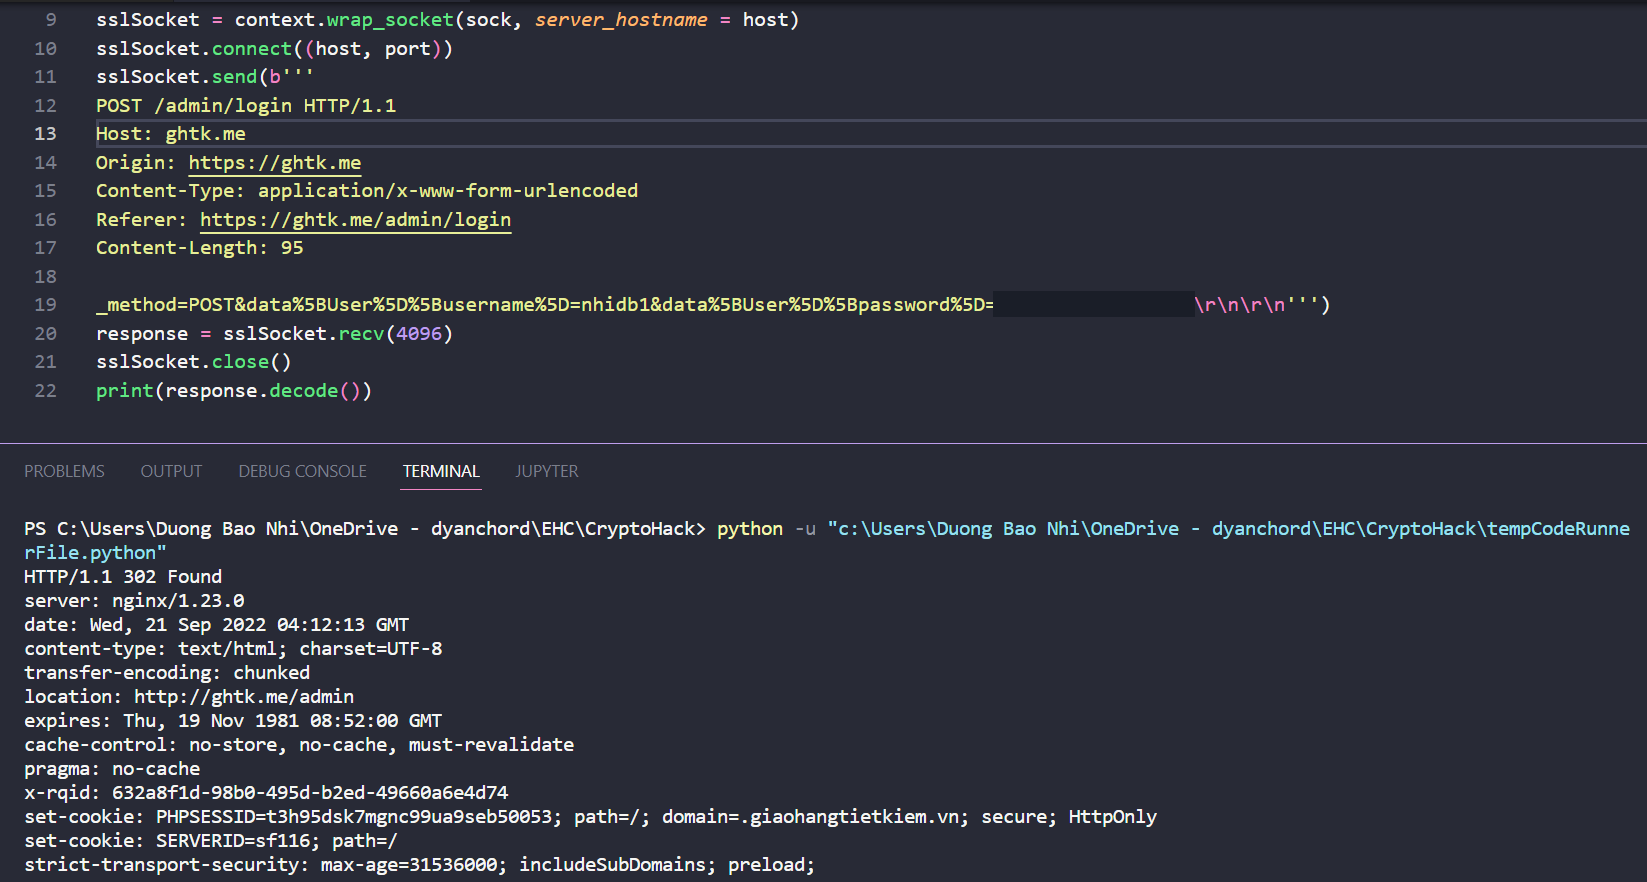 9 sslSocket = context.wrap_socket(sock, server_hostname = host)
10 sslSocket.connect((host, port))
11 sslSocket.send(b'''
12 POST /admin/login HTTP/1.1
13 Host: ghtk.me
14 Origin: https://ghtk.me
15 Content-Type: application/x-www-form-urlencoded
16 Referer: https://ghtk.me/admin/login
17 Content-Length: 95
18
19 _method=POST&data%5BUser%5D%5Busername%5D=nhidb1&data%5BUser%5D%5Bpassword%5D= \r\n\r\n''')
20 response = sslSocket.recv(4096)
21 sslSocket.close()
22 print(response.decode())
PROBLEMS OUTPUT DEBUG CONSOLE TERMINAL JUPYTER
PS C:\Users\Duong Bao Nhi\OneDrive - dyanchord\EHC\CryptoHack> python -u "c:\Users\Duong Bao Nhi\OneDrive - dyanchord\EHC\CryptoHack\tempCodeRunne
rFile.python"
HTTP/1.1 302 Found
server: nginx/1.23.0
date: Wed, 21 Sep 2022 04:12:13 GMT
content-type: text/html; charset=UTF-8
transfer-encoding: chunked
location: http://ghtk.me/admin
expires: Thu, 19 Nov 1981 08:52:00 GMT
cache-control: no-store, no-cache, must-revalidate
pragma: no-cache
x-rqid: 632a8f1d-98b0-495d-b2ed-49660a6e4d74
set-cookie: PHPSESSID=t3h95dsk7mgnc99ua9seb50053; path=/; domain=.giaohangtietkiem.vn; secure; HttpOnly
set-cookie: SERVERID=sf116; path=/
strict-transport-security: max-age=31536000; includeSubDomains; preload;